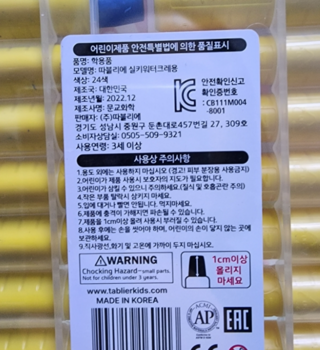 어린이제품 안전특별법에 의한 품질표시
품명: 학용품
모델명: 따블리에 실키워터크레용
색상: 24색
제조국: 대한민국
제조년월: 2022.12
제조사명: 문교화학
판매자: (주)따블리에
경기도 성남시 중원구 둔촌대로457번길 27, 309호
소비자상담실: 0505-509-9321
사용연령: 3세 이상
안전확인신고
확인증번호
: CB111M004
-8001
사용상 주의사항
1.용도 외에는 사용하지 마십시오 (경고! 피부 분장용 사용금지)
2.어린이가 제품 사용시 보호자의 지도가 필요합니다.
3.어린이가 삼킬 수 있으니 주의하세요.(질식 및 호흡곤란 주의)
4.작은 부품 탈락시 삼키지 마세요.
5.입에 대거나 빨면 안됩니다. 먹지마세요.
6.제품에 충격이 가해지면 파손될 수 있습니다.
7.제품을 1cm이상 올려 사용시 부러질 수 있습니다.
8.사용 후에는 손을 씻어야 하며, 어린이의 손이 닿지 않는 곳에
보관하세요.
9.직사광선,화기 및 고온에 가까이 두지 마십시오.
WARNING
Chocking Hazard-small parts.
Not for children under 3 years.
1cm이상
올리지
마세요
www.tablierkids.com
MADE IN KOREA
ACMI
AP
EAC